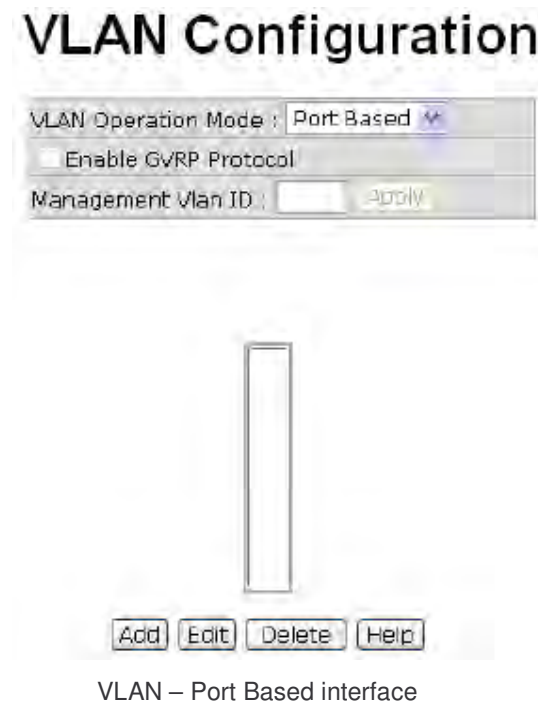 VLAN Configuration
VLAN Operation Mode : Port Based
Enable GVRP Protocol
Management Vlan ID : Apply
Add Edit Delete Help
VLAN – Port Based interface